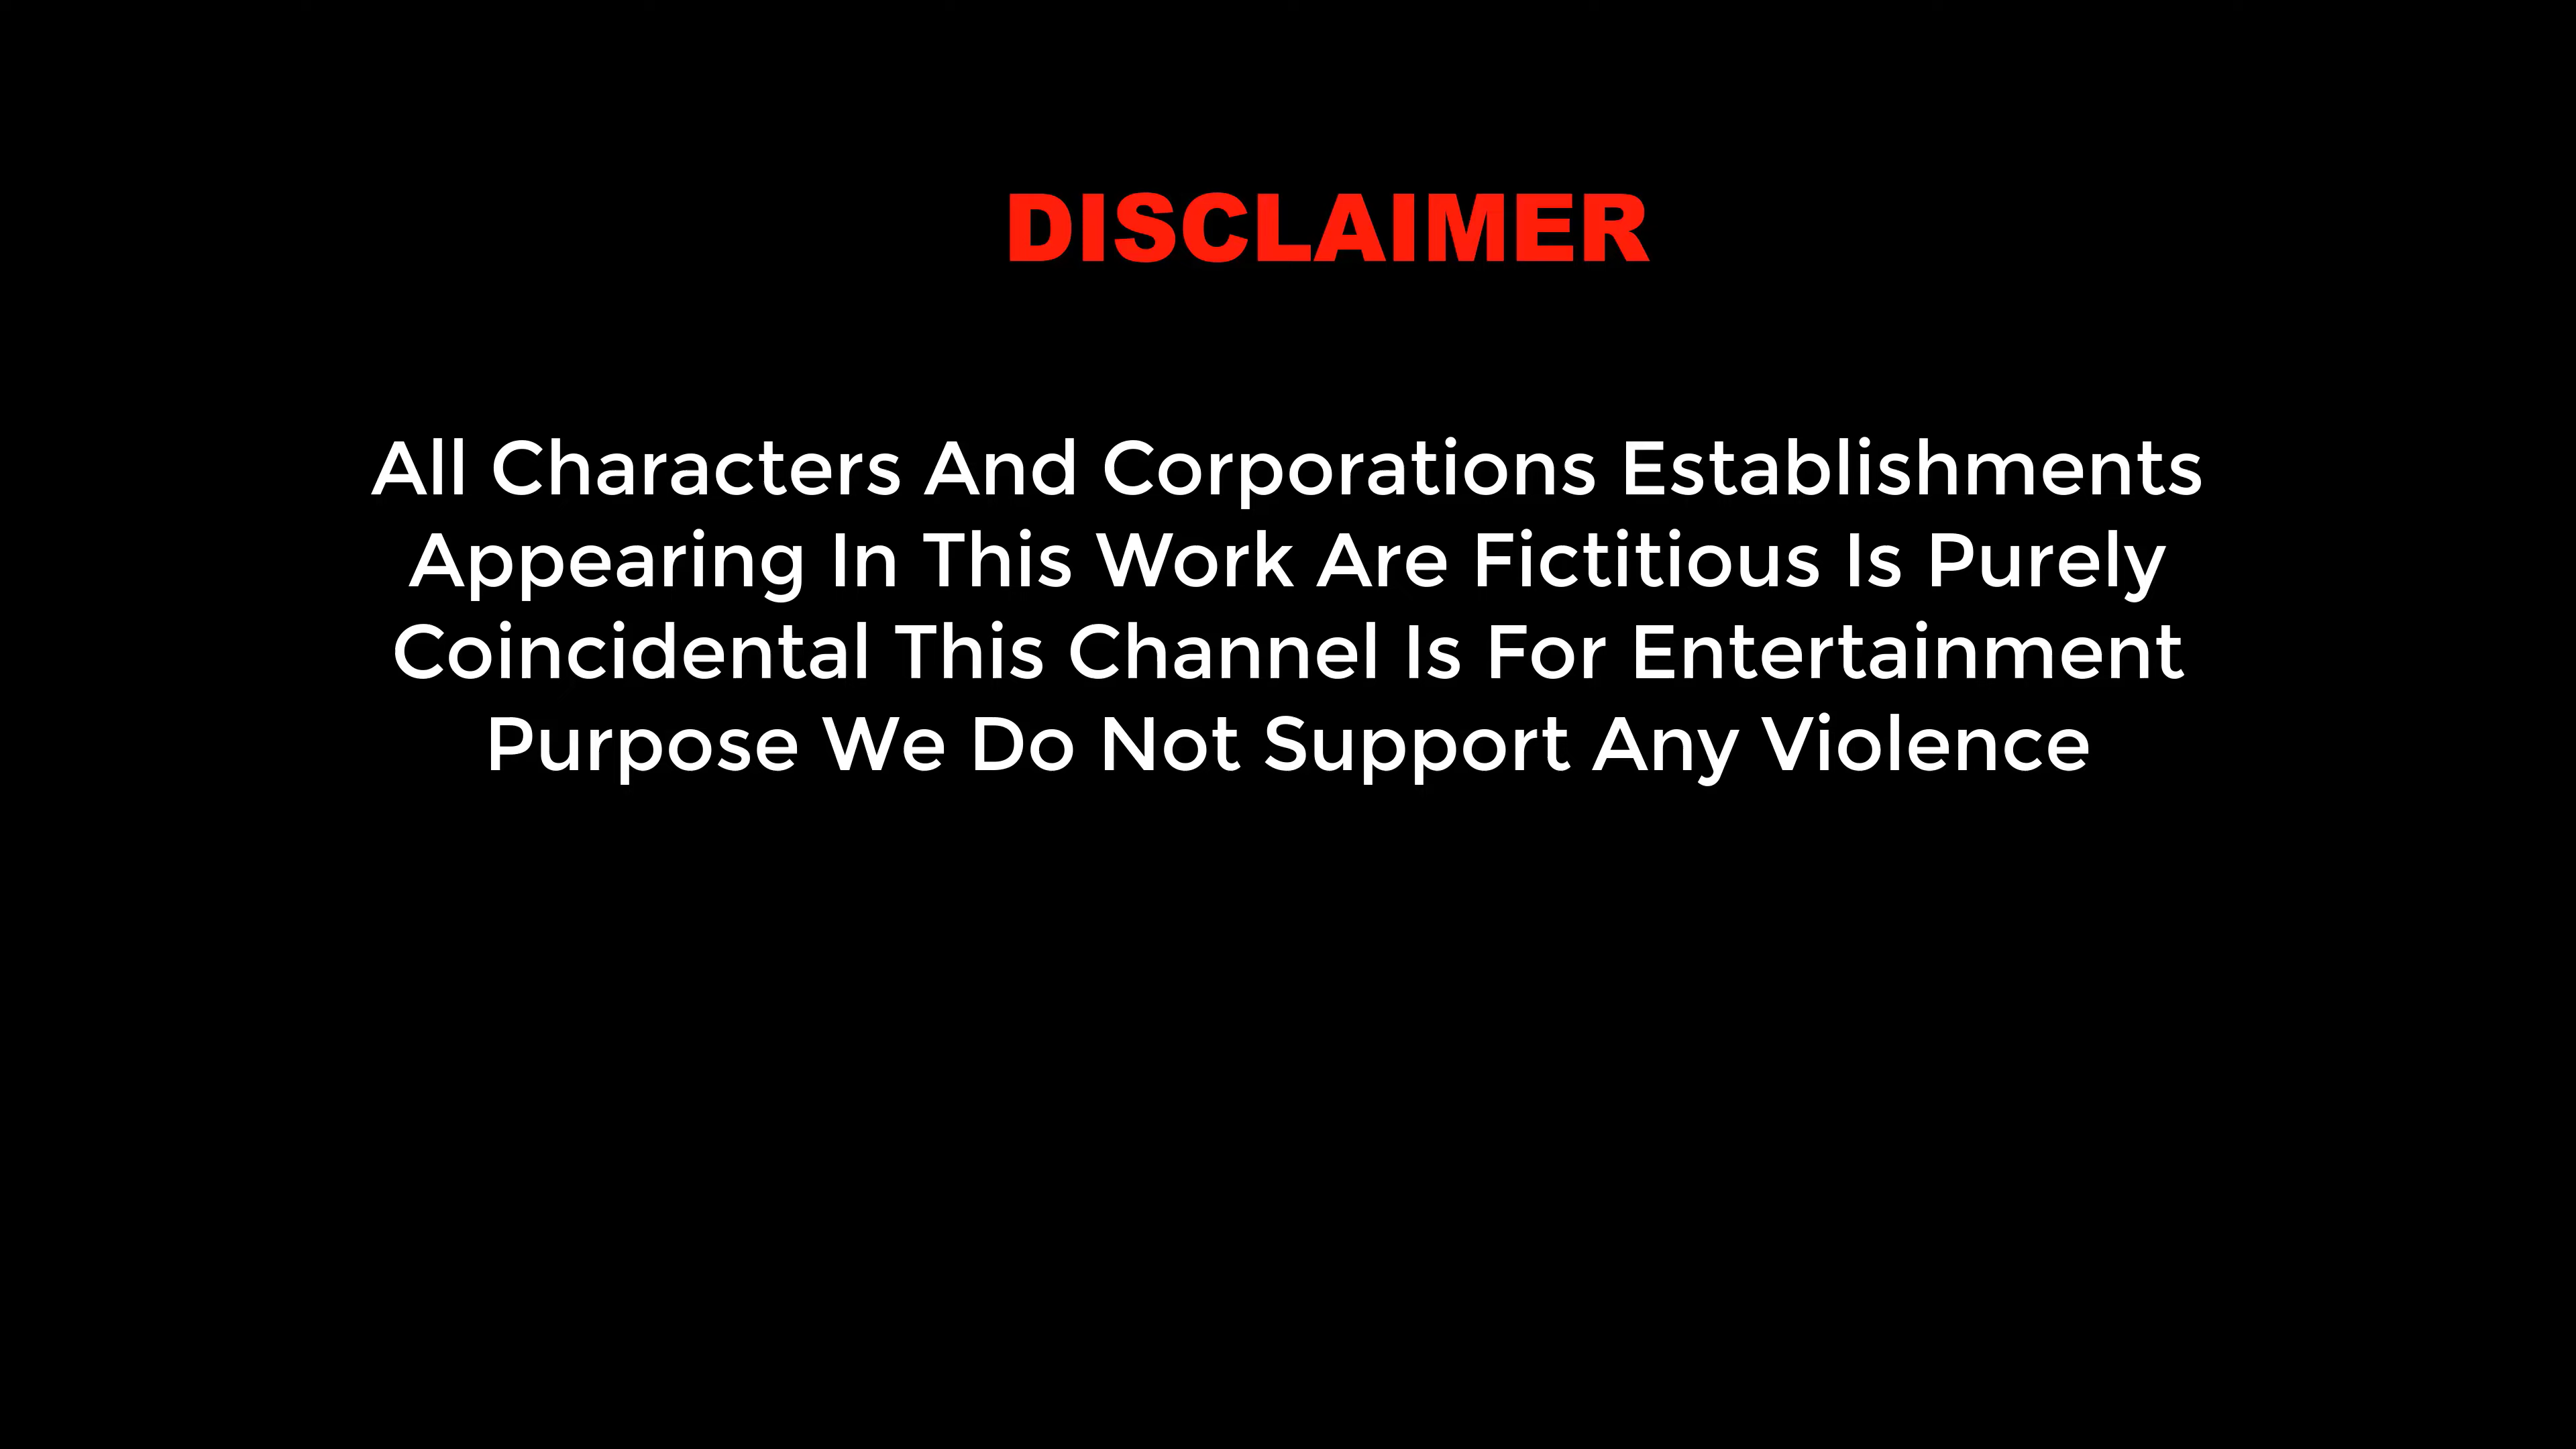 DISCLAIMER
All Characters And Corporations Establishments
Appearing In This Work Are Fictitious Is Purely
Coincidental This Channel Is For Entertainment
Purpose We Do Not Support Any Violence